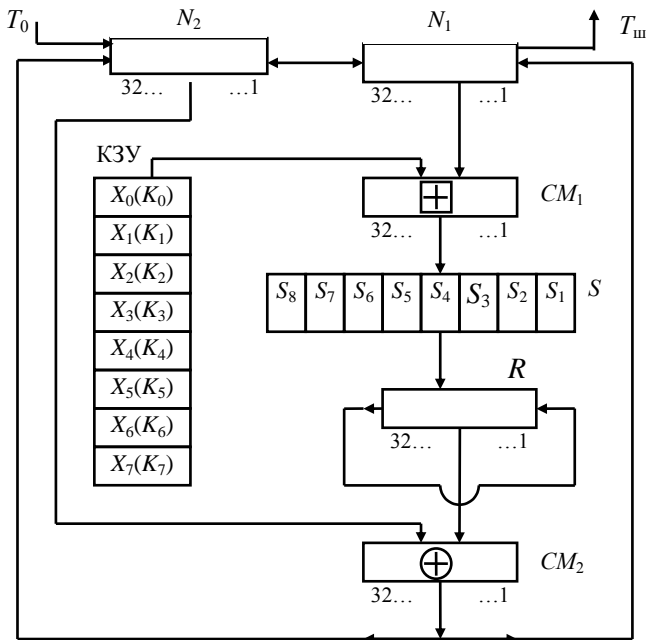 T₀ N₂ N₁ Tш
32… …1 32… …1
КЗУ
X₀(K₀) CM₁
X₁(K₁) 32… …1
X₂(K₂) S₈ S₇ S₆ S₅ S₄ S₃ S₂ S₁ S
X₃(K₃)
X₄(K₄) R
X₅(K₅)
X₆(K₆) 32… …1
X₇(K₇)
CM₂
32… …1